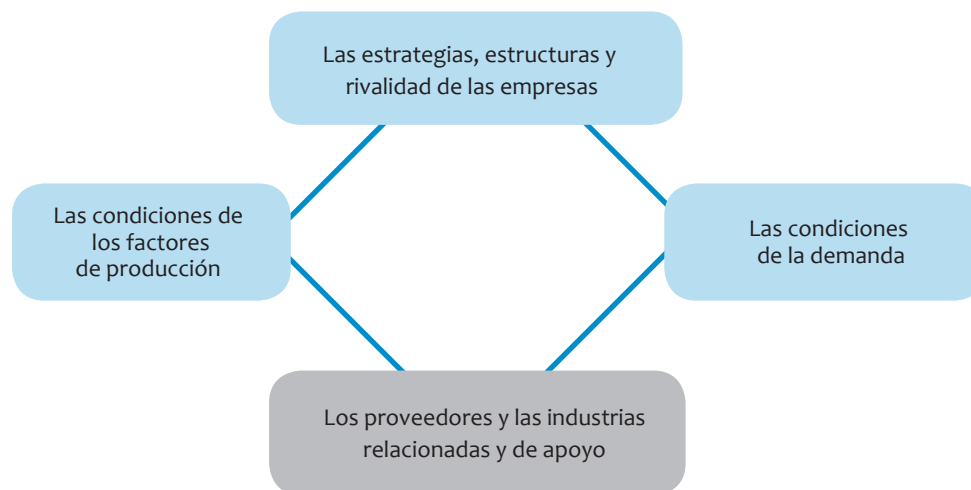 Las estrategias, estructuras y
rivalidad de las empresas
Las condiciones de
los factores
de producción
Las condiciones
de la demanda
Los proveedores y las industrias
relacionadas y de apoyo